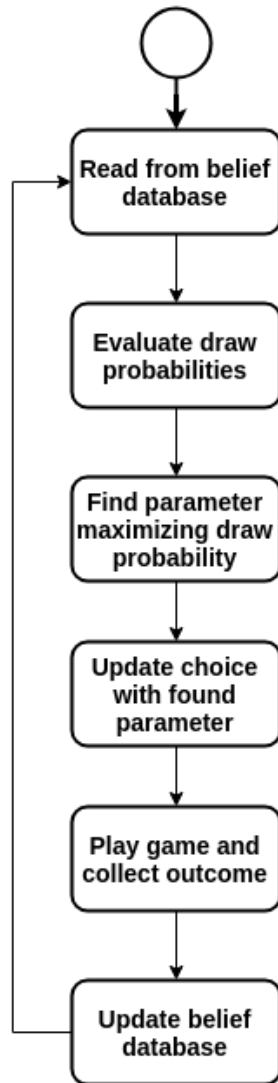 Read from belief
database
Evaluate draw
probabilities
Find parameter
maximizing draw
probability
Update choice
with found
parameter
Play game and
collect outcome
Update belief
database